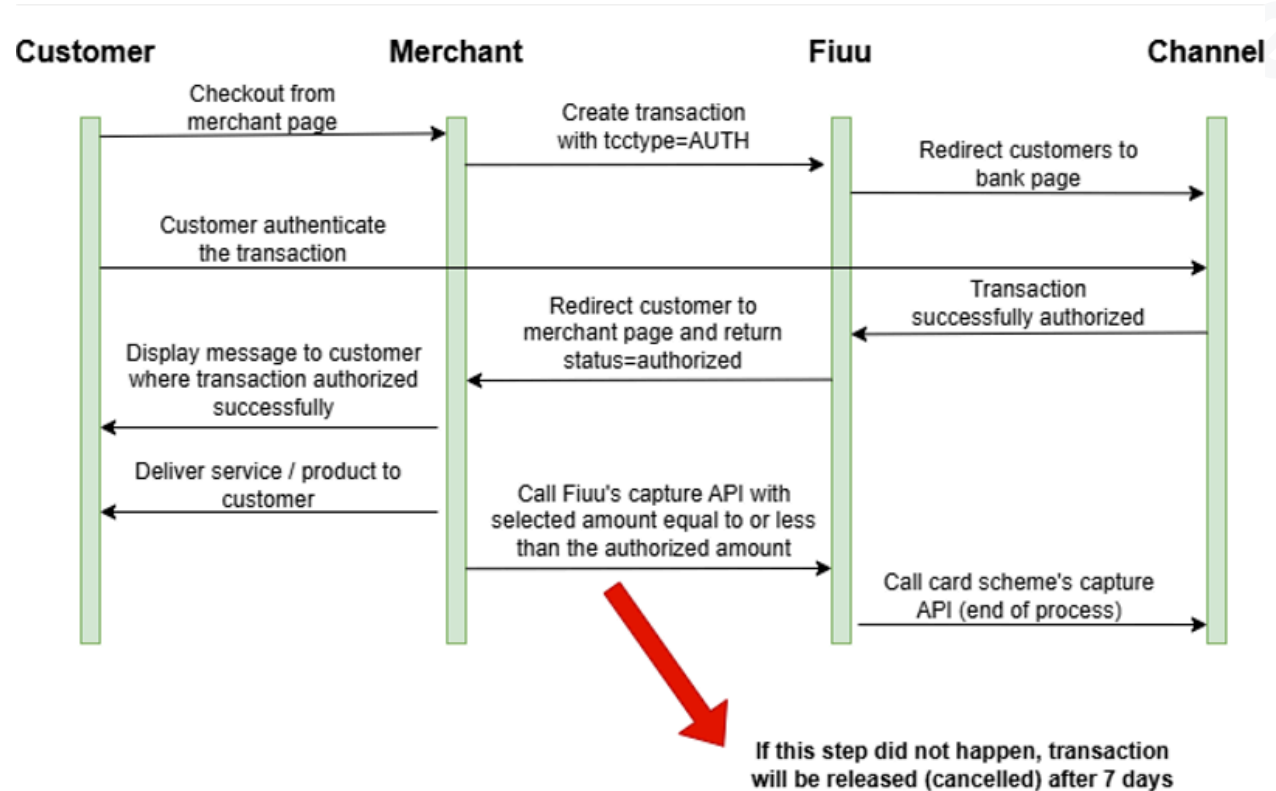 Customer
Merchant
Fiuu
Channel
Checkout from
merchant page
Create transaction
with tcctype=AUTH
Redirect customers to
bank page
Customer authenticate
the transaction
Transaction
successfully authorized
Redirect customer to
merchant page and return
status=authorized
Display message to customer
where transaction authorized
successfully
Deliver service / product to
customer
Call Fiuu's capture API with
selected amount equal to or less
than the authorized amount
Call card scheme's capture
API (end of process)
If this step did not happen, transaction
will be released (cancelled) after 7 days